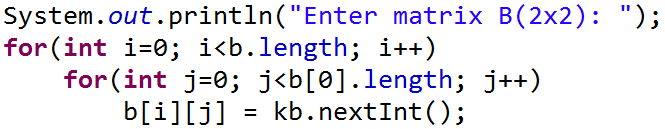 System.out.println("Enter matrix B(2x2): ");
for(int i=0; i<b.length; i++)
    for(int j=0; j<b[0].length; j++)
        b[i][j] = kb.nextInt();